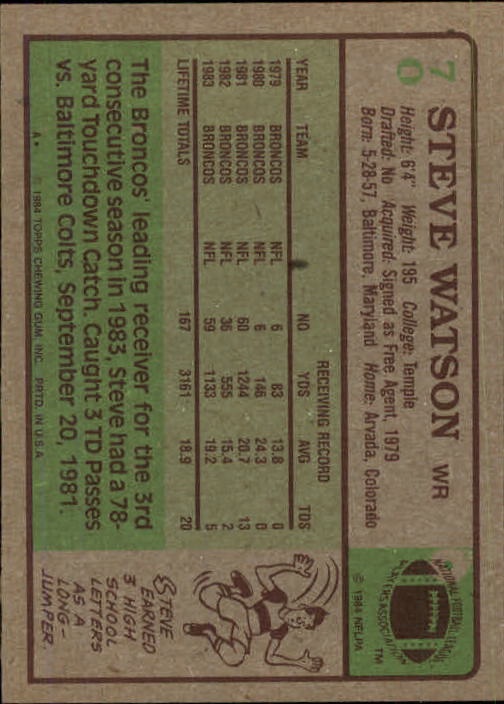 70
STEVE WATSON WR
Height: 6'4" Weight: 195 College: Temple
Drafted: No Acquired: Signed as Free Agent, 1979
Born: 5-28-57, Baltimore, Maryland Home: Arvada, Colorado
NATIONAL FOOTBALL LEAGUE
PLAYERS ASSOCIATION
TM
© 1984 NFLPA
RECEIVING RECORD
YEAR TEAM NO YDS AVG TDS
1979 BRONCOS NFL 6 83 13.8 0
1980 BRONCOS NFL 6 146 24.3 0
1981 BRONCOS NFL 60 1244 20.7 13
1982 BRONCOS NFL 36 555 15.4 2
1983 BRONCOS NFL 59 1133 19.2 5
LIFETIME TOTALS 167 3161 18.9 20
The Broncos' leading receiver for the 3rd
consecutive season in 1983, Steve had a 78-
yard Touchdown Catch. Caught 3 TD Passes
vs. Baltimore Colts, September 20, 1981.
A* © 1984 TOPPS CHEWING GUM, INC. PRTD. IN U.S.A.
STEVE
EARNED
3 HIGH
SCHOOL
LETTERS
AS A
LONG-
JUMPER.